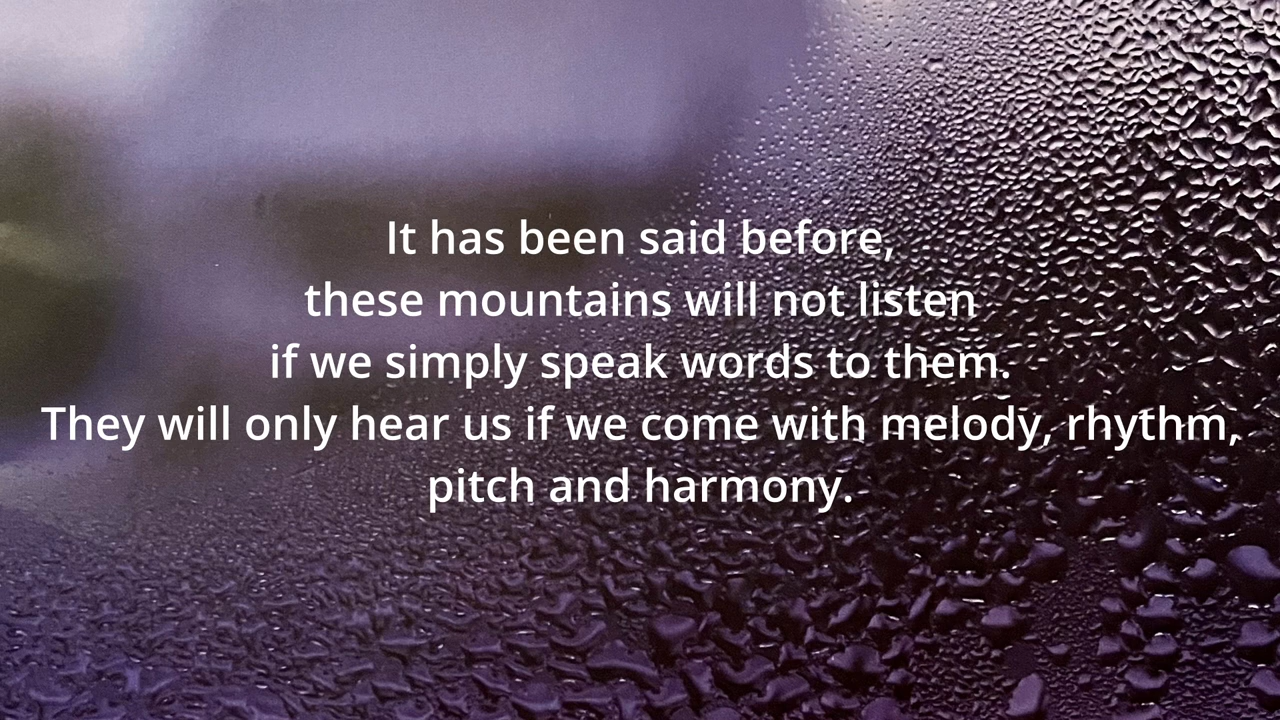 It has been said before,
these mountains will not listen
if we simply speak words to them.
They will only hear us if we come with melody, rhythm,
pitch and harmony.